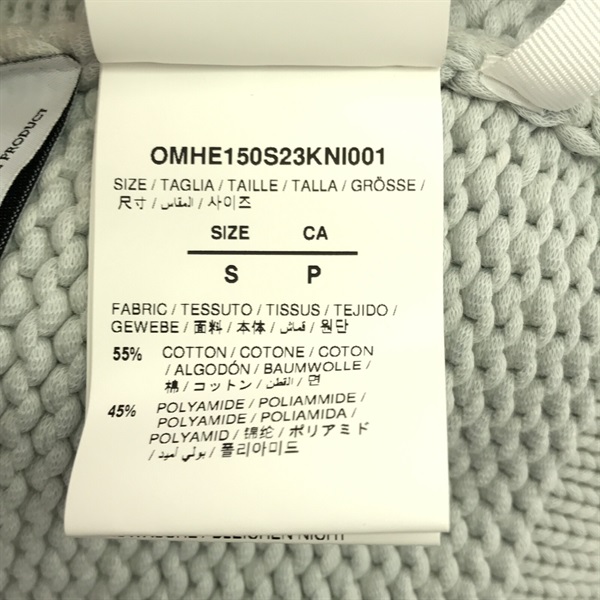 PRODUCT
OMHE150S23KNI001
SIZE / TAGLIA / TAILLE / TALLA / GRÖSSE /
尺寸 / المقاس / 사이즈
SIZE CA
S P
FABRIC / TESSUTO / TISSUS / TEJIDO /
GEWEBE / 面料 / 本体 / قماش / 원단
55% COTTON / COTONE / COTON
/ ALGODÓN / BAUMWOLLE /
棉 / コットン / القطن / 면
45% POLYAMIDE / POLIAMMIDE /
POLYAMIDE / POLIAMIDA /
POLYAMID / 锦纶 / ポリアミド
/ بولي أميد / 폴리아미드
BLEICHEN NICHT